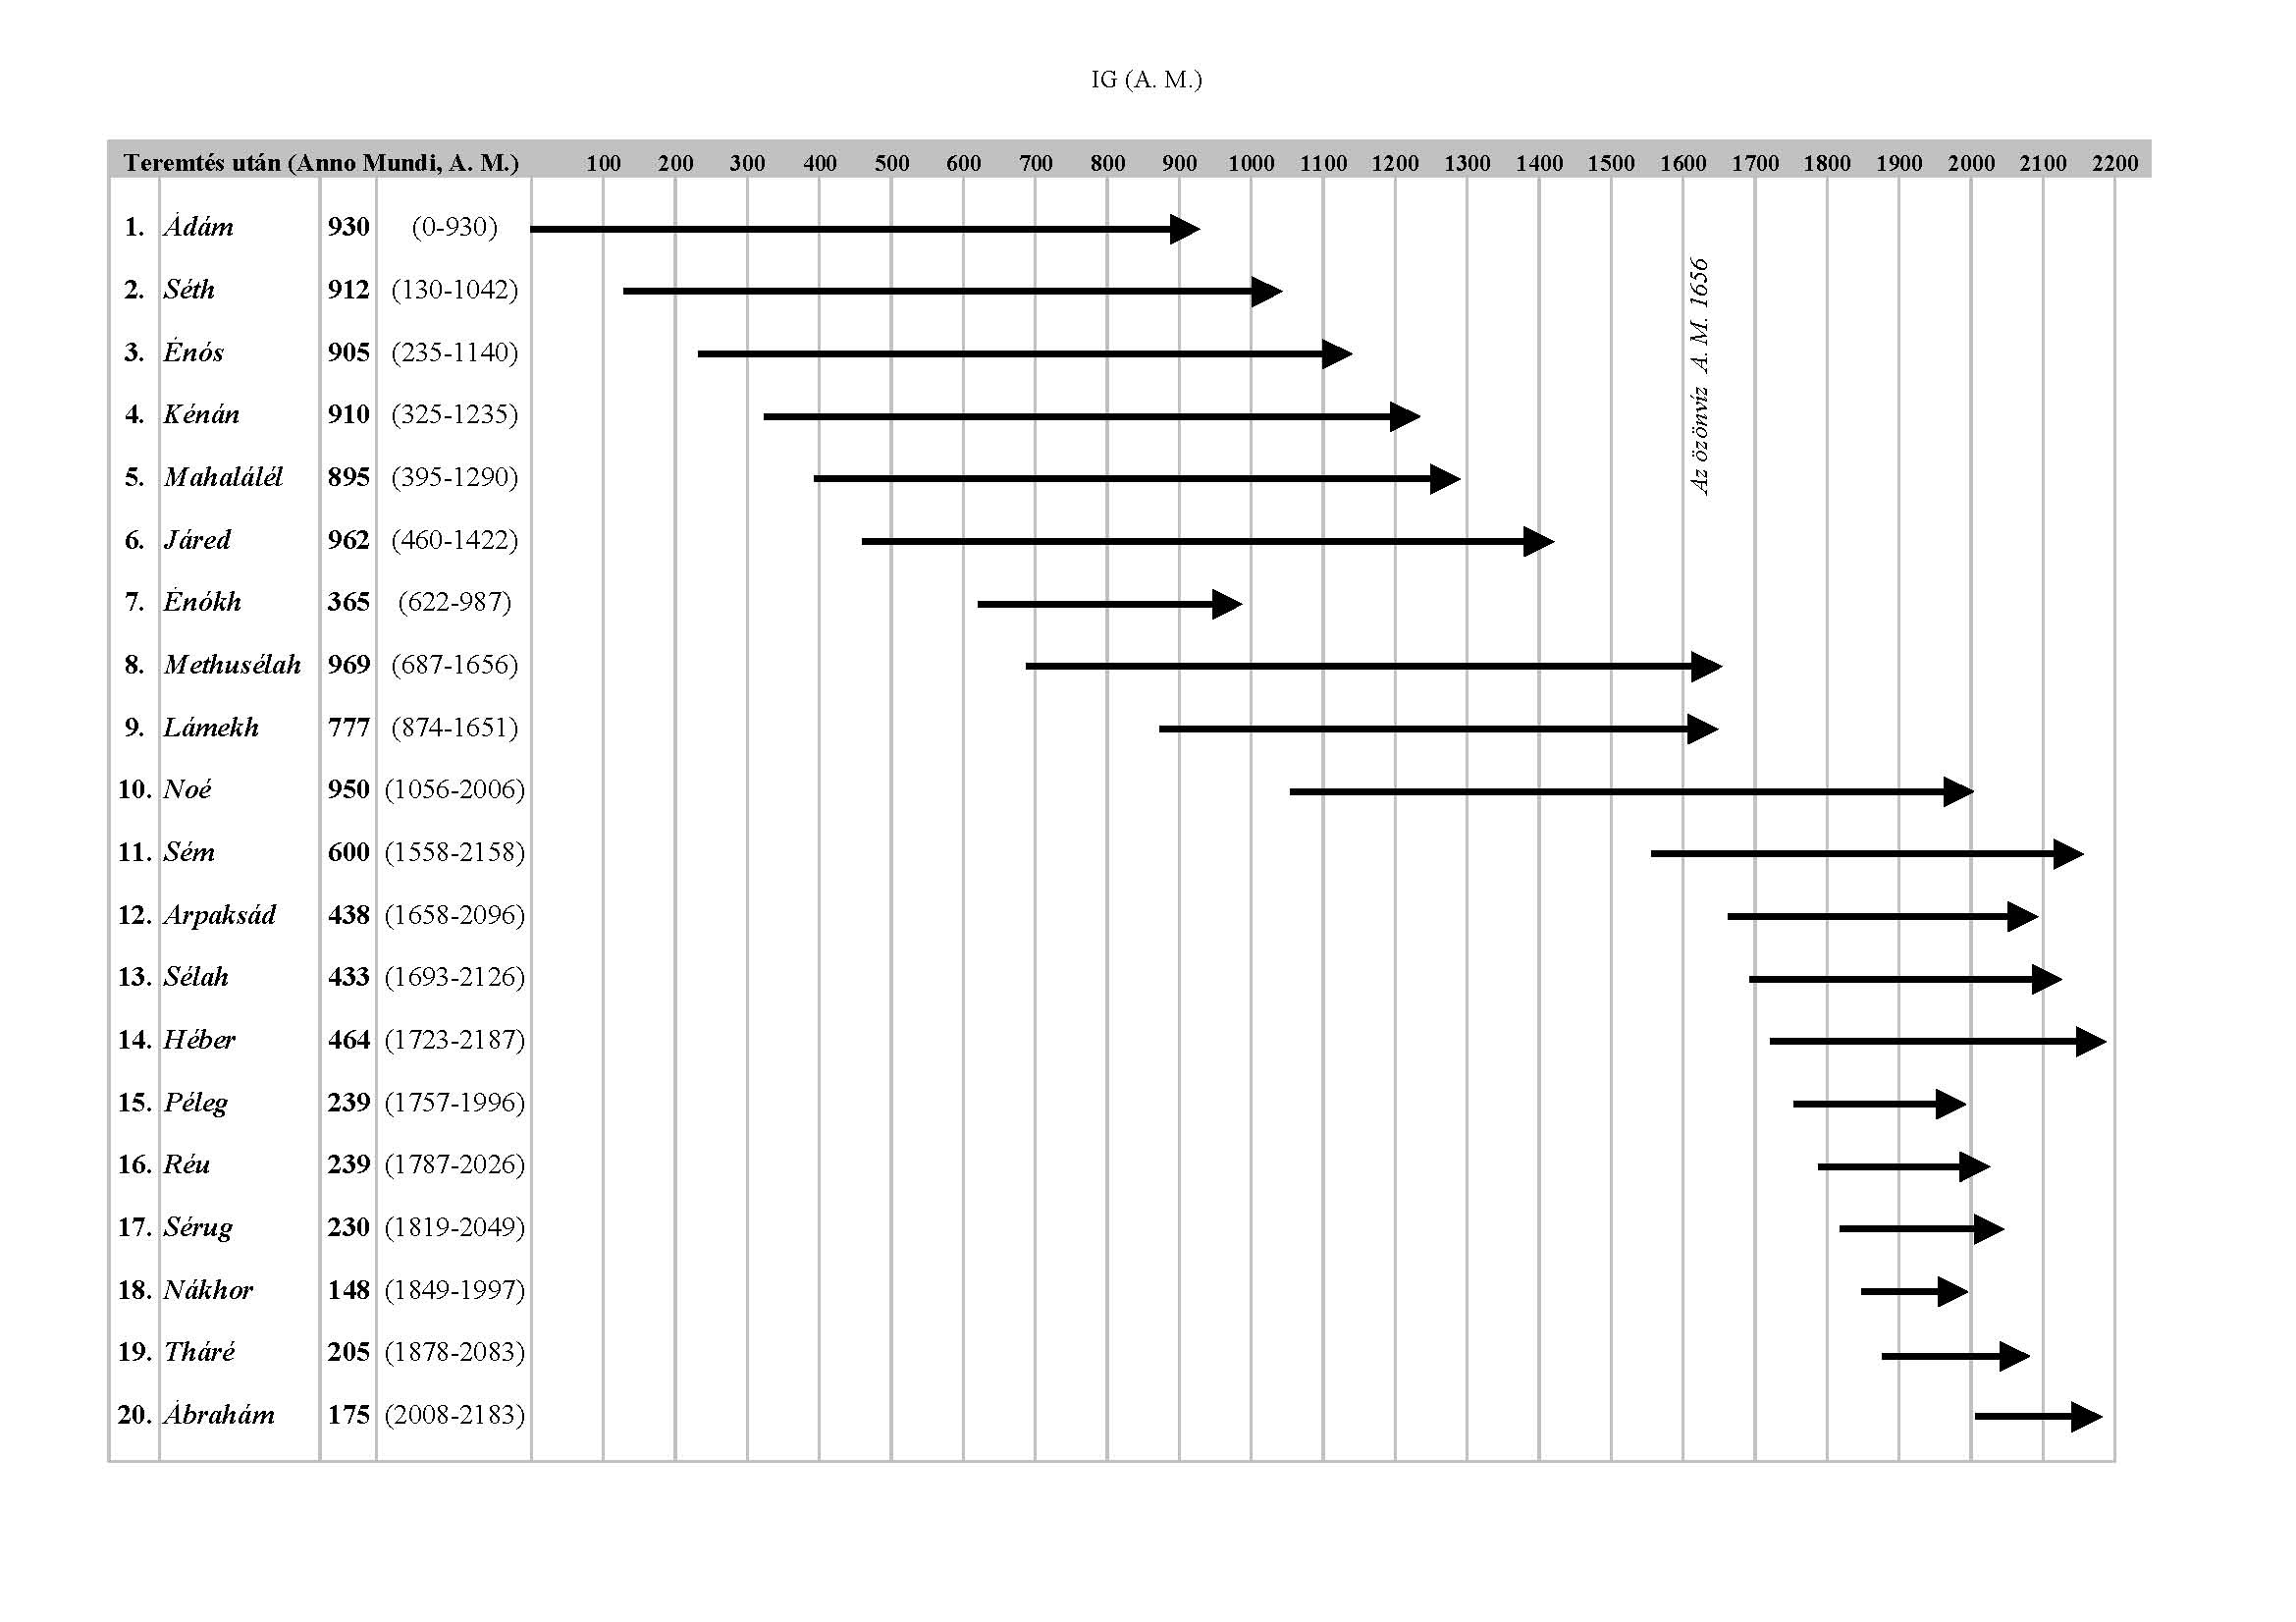 IG (A. M.)
Teremtés után (Anno Mundi, A. M.) 100 200 300 400 500 600 700 800 900 1000 1100 1200 1300 1400 1500 1600 1700 1800 1900 2000 2100 2200
1. Ádám 930 (0-930)
2. Séth 912 (130-1042)
3. Énós 905 (235-1140)
4. Kénán 910 (325-1235)
5. Mahalálél 895 (395-1290)
6. Járed 962 (460-1422)
7. Énókh 365 (622-987)
8. Methusélah 969 (687-1656)
9. Lámekh 777 (874-1651)
10. Noé 950 (1056-2006)
11. Sém 600 (1558-2158)
12. Arpaksád 438 (1658-2096)
13. Sélah 433 (1693-2126)
14. Héber 464 (1723-2187)
15. Péleg 239 (1757-1996)
16. Réu 239 (1787-2026)
17. Sérug 230 (1819-2049)
18. Nákhor 148 (1849-1997)
19. Tháré 205 (1878-2083)
20. Ábrahám 175 (2008-2183)
Az özönvíz A. M. 1656